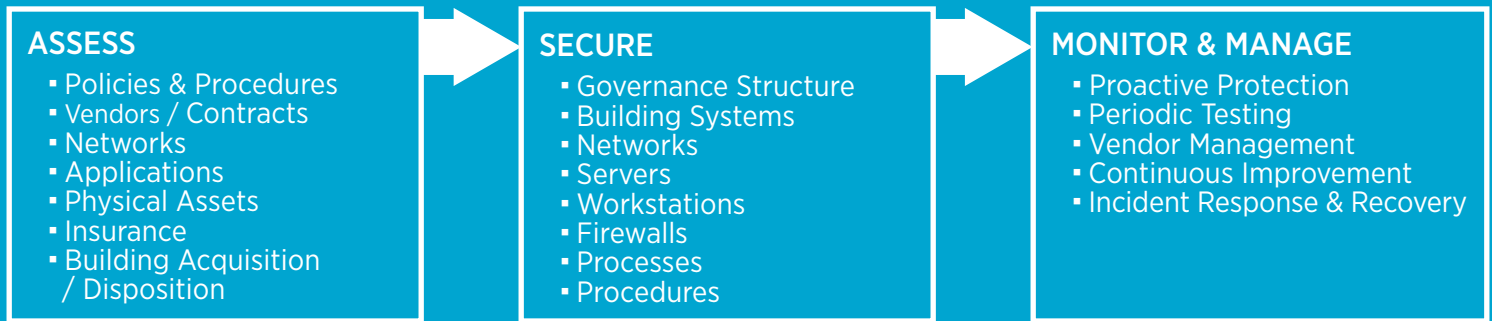 ASSESS
▪ Policies & Procedures
▪ Vendors / Contracts
▪ Networks
▪ Applications
▪ Physical Assets
▪ Insurance
▪ Building Acquisition
/ Disposition
SECURE
▪ Governance Structure
▪ Building Systems
▪ Networks
▪ Servers
▪ Workstations
▪ Firewalls
▪ Processes
▪ Procedures
MONITOR & MANAGE
▪ Proactive Protection
▪ Periodic Testing
▪ Vendor Management
▪ Continuous Improvement
▪ Incident Response & Recovery